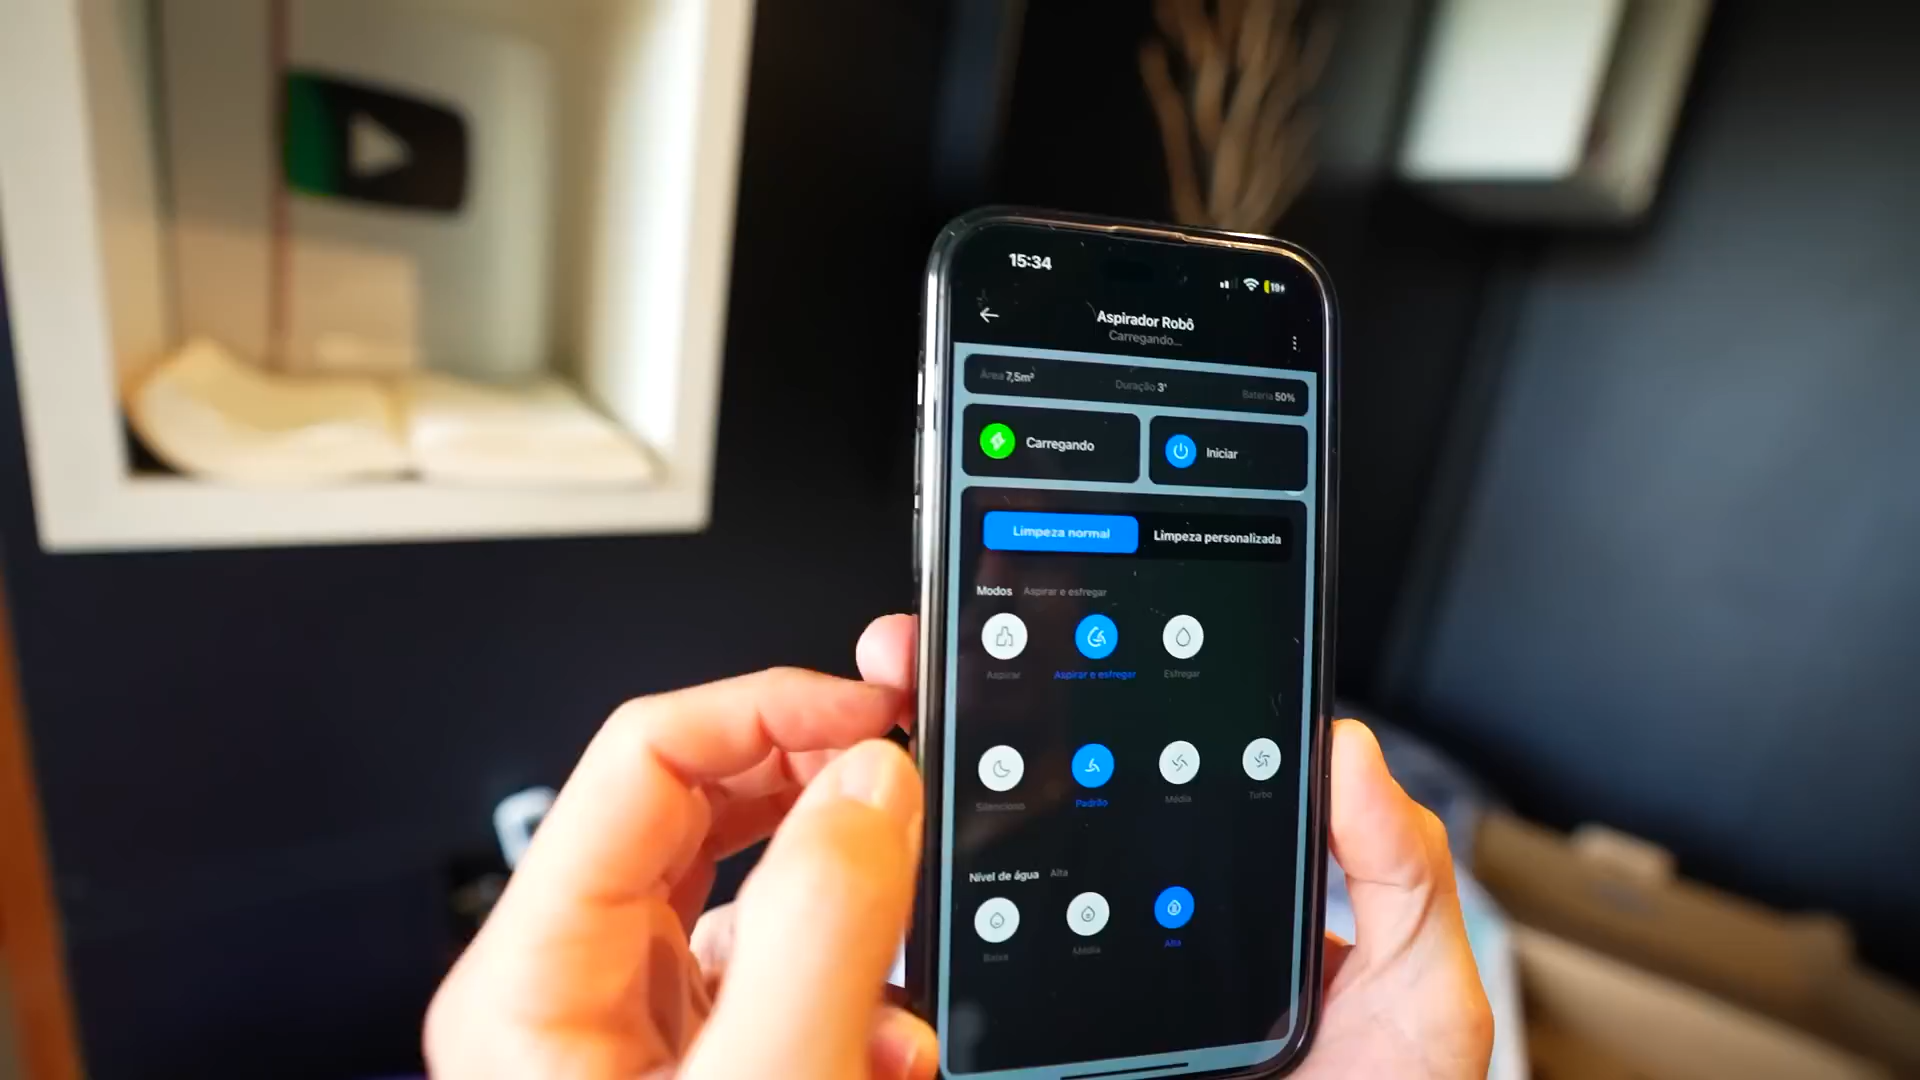 15:34
19
Aspirador Robô
Carregando...
Área 7,5m² Duração 3' Bateria 50%
Carregando Iniciar
Limpeza normal Limpeza personalizada
Modos Aspirar e esfregar
Aspirar Aspirar e esfregar Esfregar
Silencioso Padrão Média Turbo
Nível de água Alta
Baixa Média Alta